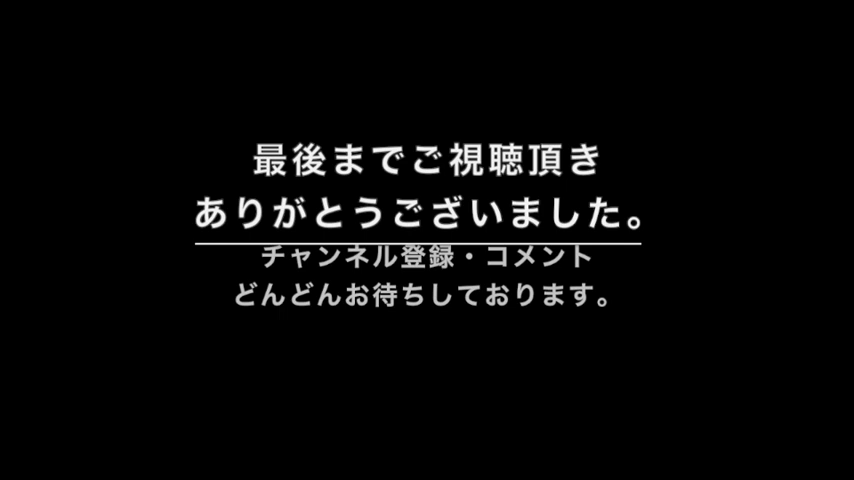 最後までご視聴頂き
ありがとうございました。
チャンネル登録・コメント
どんどんお待ちしております。